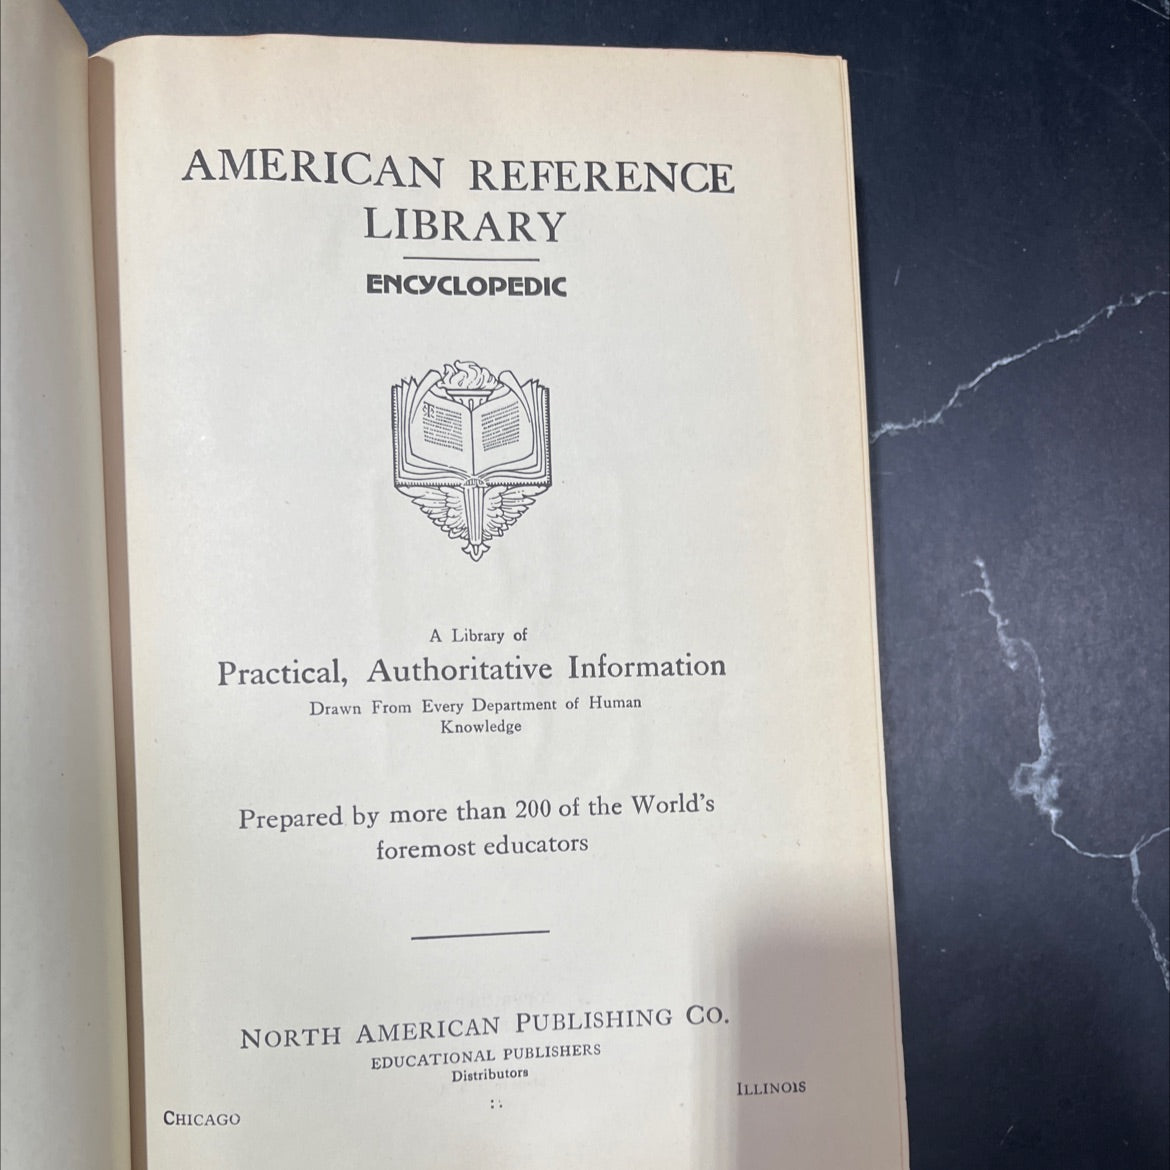 AMERICAN REFERENCE
LIBRARY
ENCYCLOPEDIC
A Library of
Practical, Authoritative Information
Drawn From Every Department of Human
Knowledge
Prepared by more than 200 of the World's
foremost educators
NORTH AMERICAN PUBLISHING CO.
EDUCATIONAL PUBLISHERS
Distributors
CHICAGO :: ILLINOIS